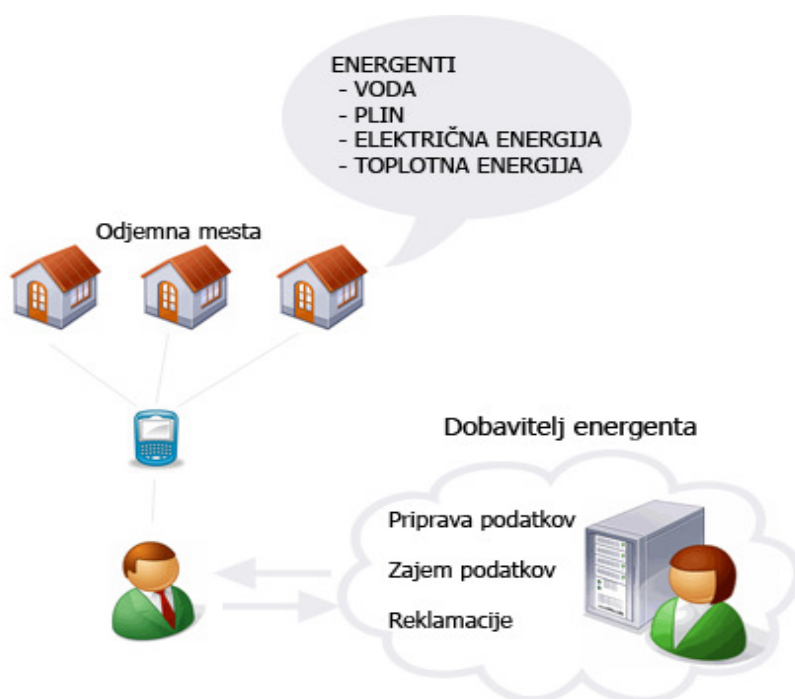 ENERGENTI
- VODA
- PLIN
- ELEKTRIČNA ENERGIJA
- TOPLOTNA ENERGIJA
Odjemna mesta
Dobavitelj energenta
Priprava podatkov
Zajem podatkov
Reklamacije